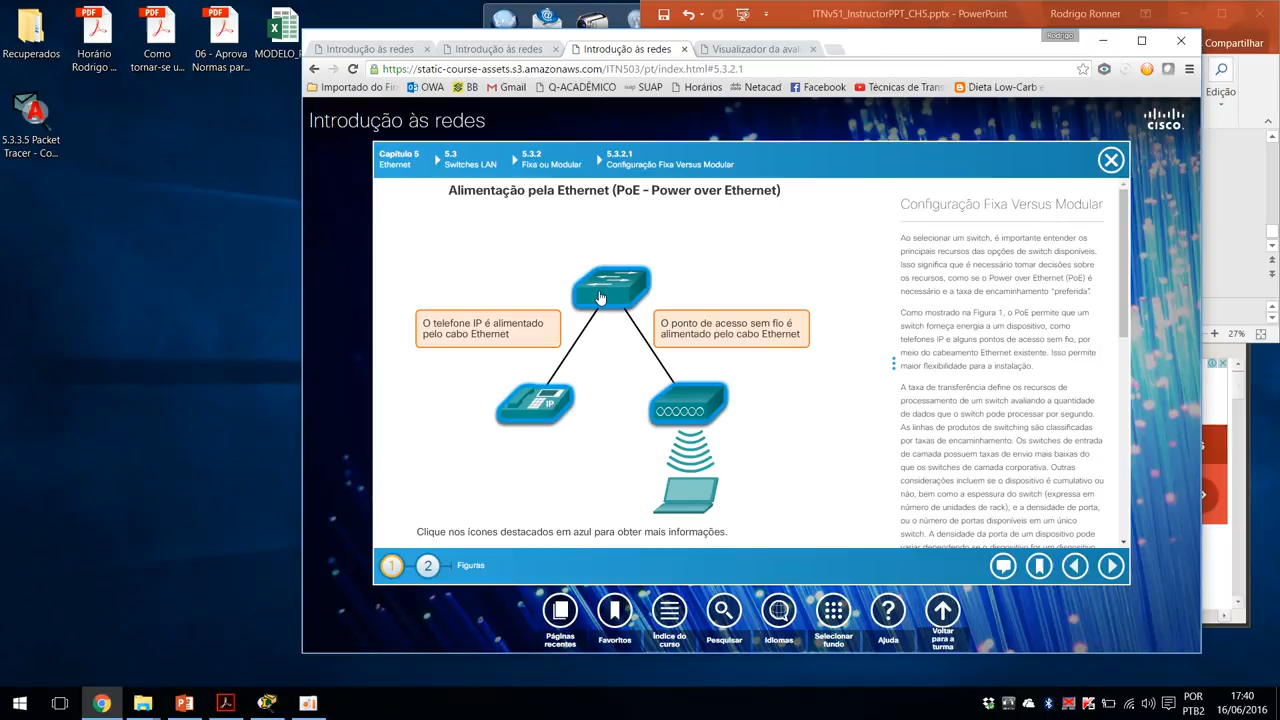 ITNv51_InstructorPPT_CH5.pptx - PowerPoint
Rodrigo Ronner
Recuperados
Horário
Rodrigo ...
Como
tornar-se u...
06 - Aprova
Normas par...
MODELO_R
5.3.3.5 Packet
Tracer - Co...
Compartilhar
Edição
27%
Rodrigo
Introdução às redes
Introdução às redes
Introdução às redes
Visualizador da aval
https://static-course-assets.s3.amazonaws.com/ITN503/pt/index.html#5.3.2.1
Importado do Fir
OWA
BB
Gmail
Q-ACADÊMICO
SUAP
Horários
Netacad
Facebook
Técnicas de Trans
Dieta Low-Carb e
Introdução às redes
CISCO.
Capítulo 5
Ethernet
5.3
Switches LAN
5.3.2
Fixa ou Modular
5.3.2.1
Configuração Fixa Versus Modular
Alimentação pela Ethernet (PoE - Power over Ethernet)
O telefone IP é alimentado
pelo cabo Ethernet
O ponto de acesso sem fio é
alimentado pelo cabo Ethernet
IP
Clique nos ícones destacados em azul para obter mais informações.
Configuração Fixa Versus Modular
Ao selecionar um switch, é importante entender os
principais recursos das opções de switch disponíveis.
Isso significa que é necessário tomar decisões sobre
os recursos, como se o Power over Ethernet (PoE) é
necessário e a taxa de encaminhamento “preferida”.
Como mostrado na Figura 1, o PoE permite que um
switch forneça energia a um dispositivo, como
telefones IP e alguns pontos de acesso sem fio, por
meio do cabeamento Ethernet existente. Isso permite
maior flexibilidade para a instalação.
A taxa de transferência define os recursos de
processamento de um switch avaliando a quantidade
de dados que o switch pode processar por segundo.
As linhas de produtos de switching são classificadas
por taxas de encaminhamento. Os switches de entrada
de camada possuem taxas de envio mais baixas do
que os switches de camada corporativa. Outras
considerações incluem se o dispositivo é cumulativo ou
não, bem como a espessura do switch (expressa em
número de unidades de rack), e a densidade de porta,
ou o número de portas disponíveis em um único
switch. A densidade da porta de um dispositivo pode
variar dependendo se o dispositivo for um dispositivo
1
2
Figuras
Páginas
recentes
Favoritos
Índice do
curso
Pesquisar
Idiomas
Selecionar
fundo
Ajuda
Voltar
para a
turma
POR
PTB2
17:40
16/06/2016